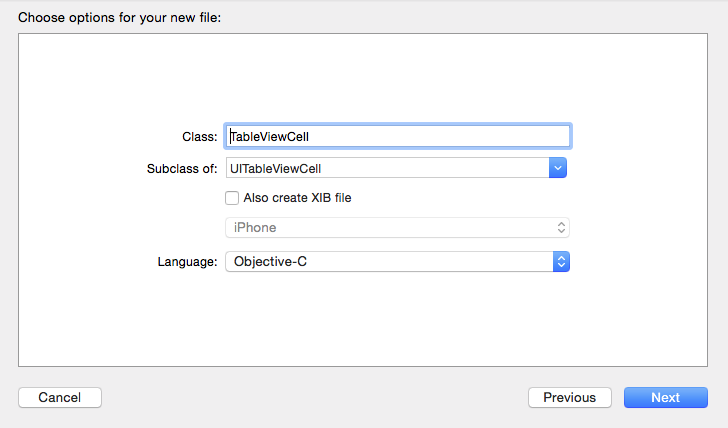 Choose options for your new file:
Class: TableViewCell
Subclass of: UITableViewCell
Also create XIB file
iPhone
Language: Objective-C
Cancel Previous Next